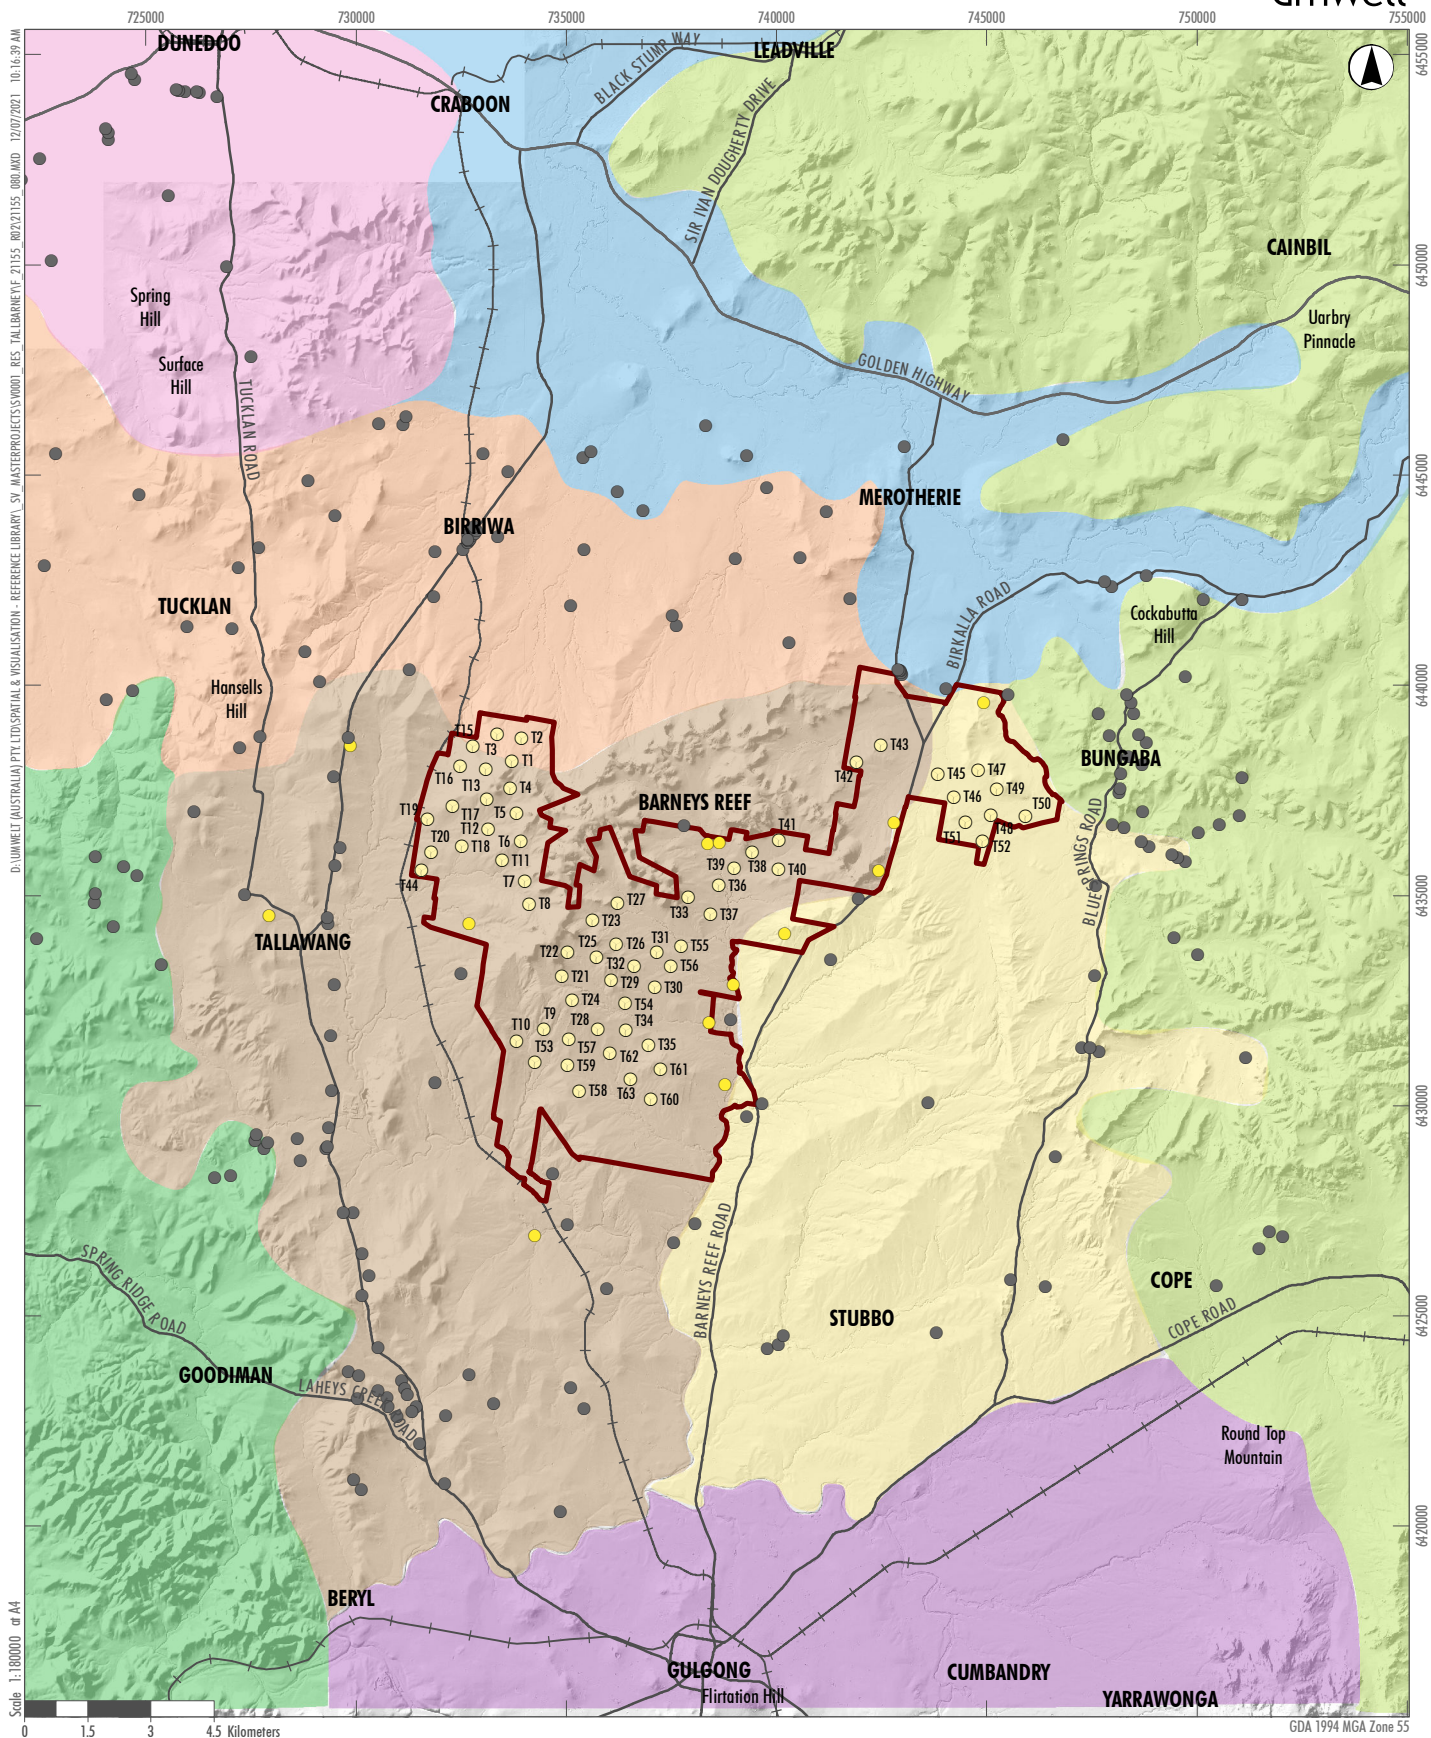 umwell
725000
730000
735000
740000
745000
750000
755000
6455000
6450000
6445000
6440000
6435000
6430000
6425000
6420000
DUNEDOO
LEADVILLE
BLACK STUMP WAY
CRABOON
SIR IVAN DOUGHERTY DRIVE
CAINBIL
Spring
Hill
Uarbry
Pinnacle
Surface
Hill
GOLDEN HIGHWAY
TUCKLAN ROAD
MEROTHERIE
BIRRIWA
TUCKLAN
BIRKALLA ROAD
Cockabutta
Hill
Hansells
Hill
BUNGABA
BARNEYS REEF
BLUE SPRINGS ROAD
TALLAWANG
T15
T2
T3
T1
T16
T13
T4
T19
T17
T5
T12
T20
T18
T6
T11
T44
T7
T8
T43
T42
T45
T47
T46
T49
T50
T48
T51
T52
T41
T39
T38
T40
T36
T33
T37
T27
T23
T25
T26
T31
T55
T22
T32
T56
T21
T29
T30
T24
T54
T9
T28
T34
T10
T57
T35
T53
T62
T59
T61
T58
T63
T60
SPRING RIDGE ROAD
BARNEYS REEF ROAD
COPE
STUBBO
COPE ROAD
GOODIMAN
LAHEYS CREEK ROAD
Round Top
Mountain
BERYL
GULGONG
Flirtation Hill
CUMBANDRY
YARRAWONGA
0
1.5
3
4.5 Kilometers
Scale 1:180000 at A4
GDA 1994 MGA Zone 55